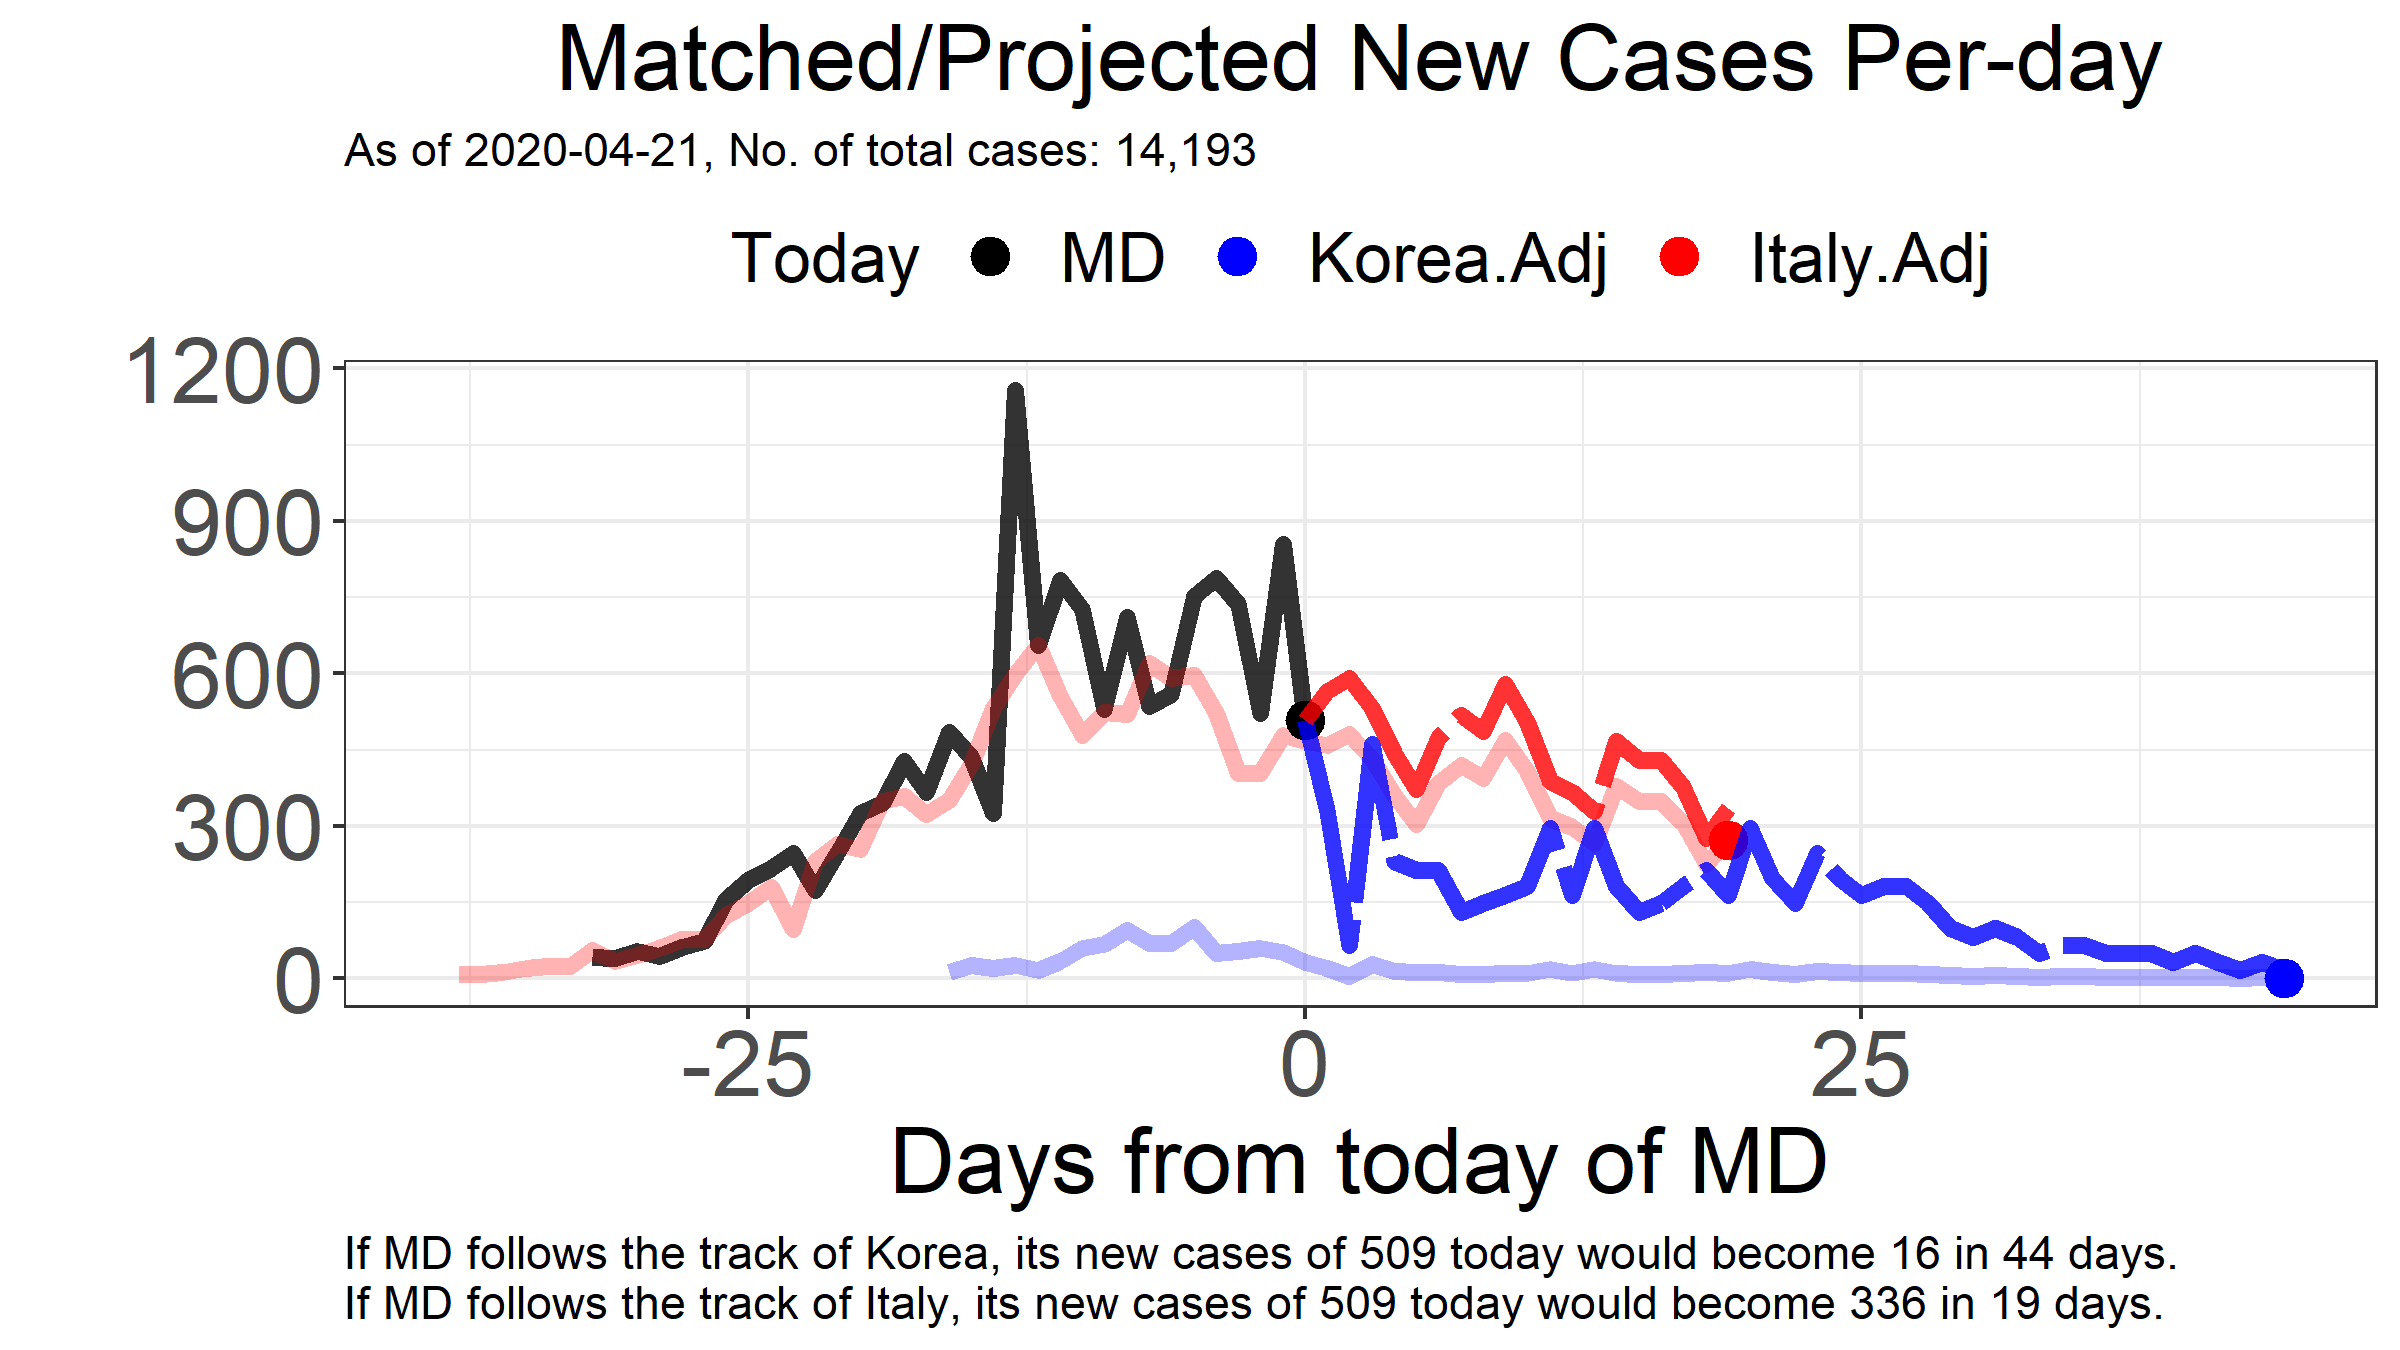 Matched/Projected New Cases Per-day
As of 2020-04-21, No. of total cases: 14,193
Today MD Korea.Adj Italy.Adj
1200
900
600
300
0
-25 0 25
Days from today of MD
If MD follows the track of Korea, its new cases of 509 today would become 16 in 44 days.
If MD follows the track of Italy, its new cases of 509 today would become 336 in 19 days.